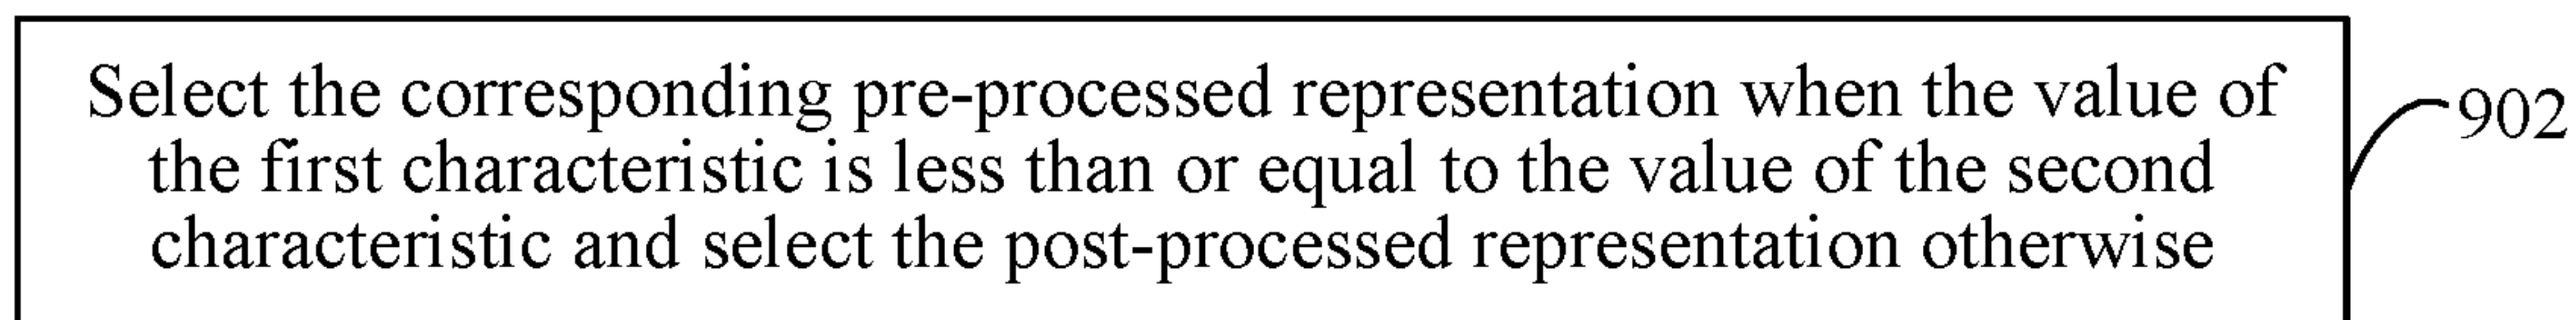 Select the corresponding pre-processed representation when the value of
the first characteristic is less than or equal to the value of the second
characteristic and select the post-processed representation otherwise
902